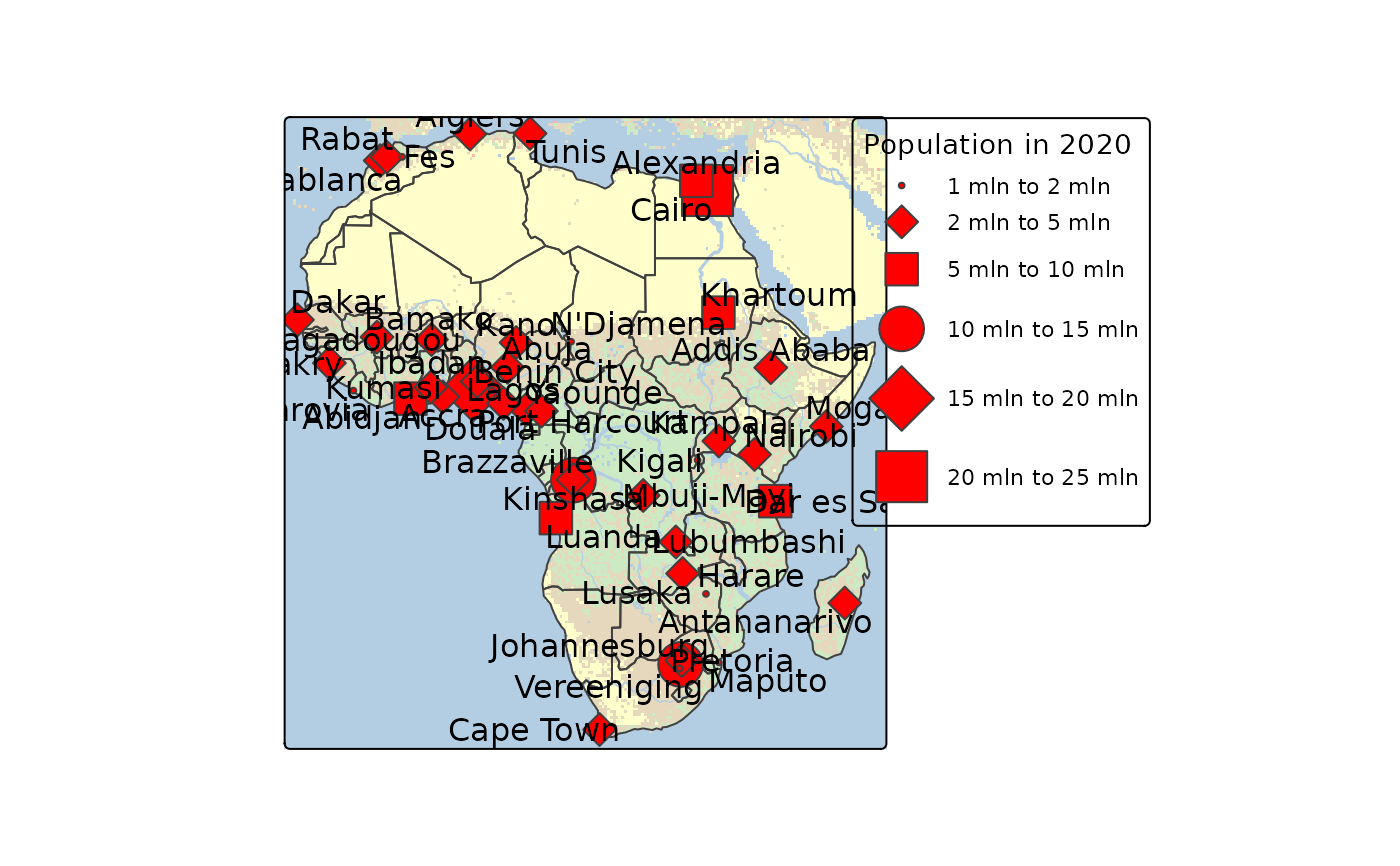 Algiers
Rabat
Fes
Tunis
Alexandria
ablanca
Cairo
Dakar
Khartoum
Bamako
Kano
N'Djamena
agadougou
Abuja
Addis Ababa
akry
Ibadan
Benin City
Kumasi
Lagos
Yaounde
nrovia
Abidjan
Accra
Port Harcourt
Kampala
Moga
Douala
Nairobi
Brazzaville
Kigali
Kinshasa
Mbuji-Mayi
Dar es Sa
Luanda
Lubumbashi
Harare
Lusaka
Antananarivo
Johannesburg
Pretoria
Vereeniging
Maputo
Cape Town
Population in 2020
1 mln to 2 mln
2 mln to 5 mln
5 mln to 10 mln
10 mln to 15 mln
15 mln to 20 mln
20 mln to 25 mln